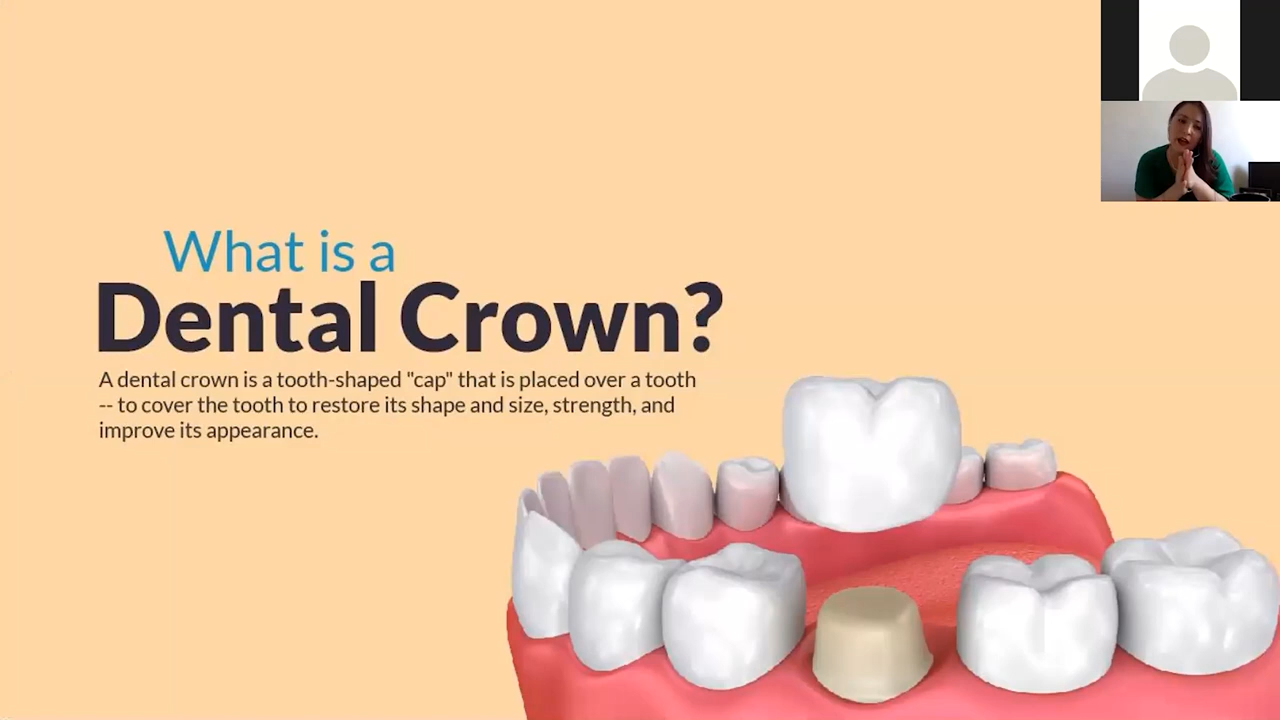 What is a
Dental Crown?
A dental crown is a tooth-shaped "cap" that is placed over a tooth
-- to cover the tooth to restore its shape and size, strength, and
improve its appearance.